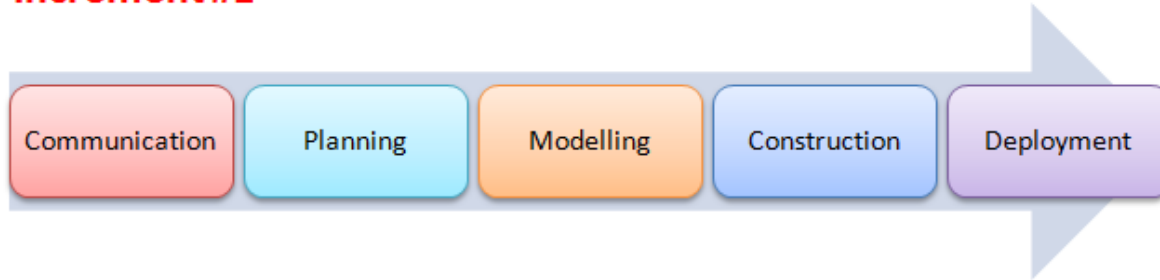 Communication
Planning
Modelling
Construction
Deployment